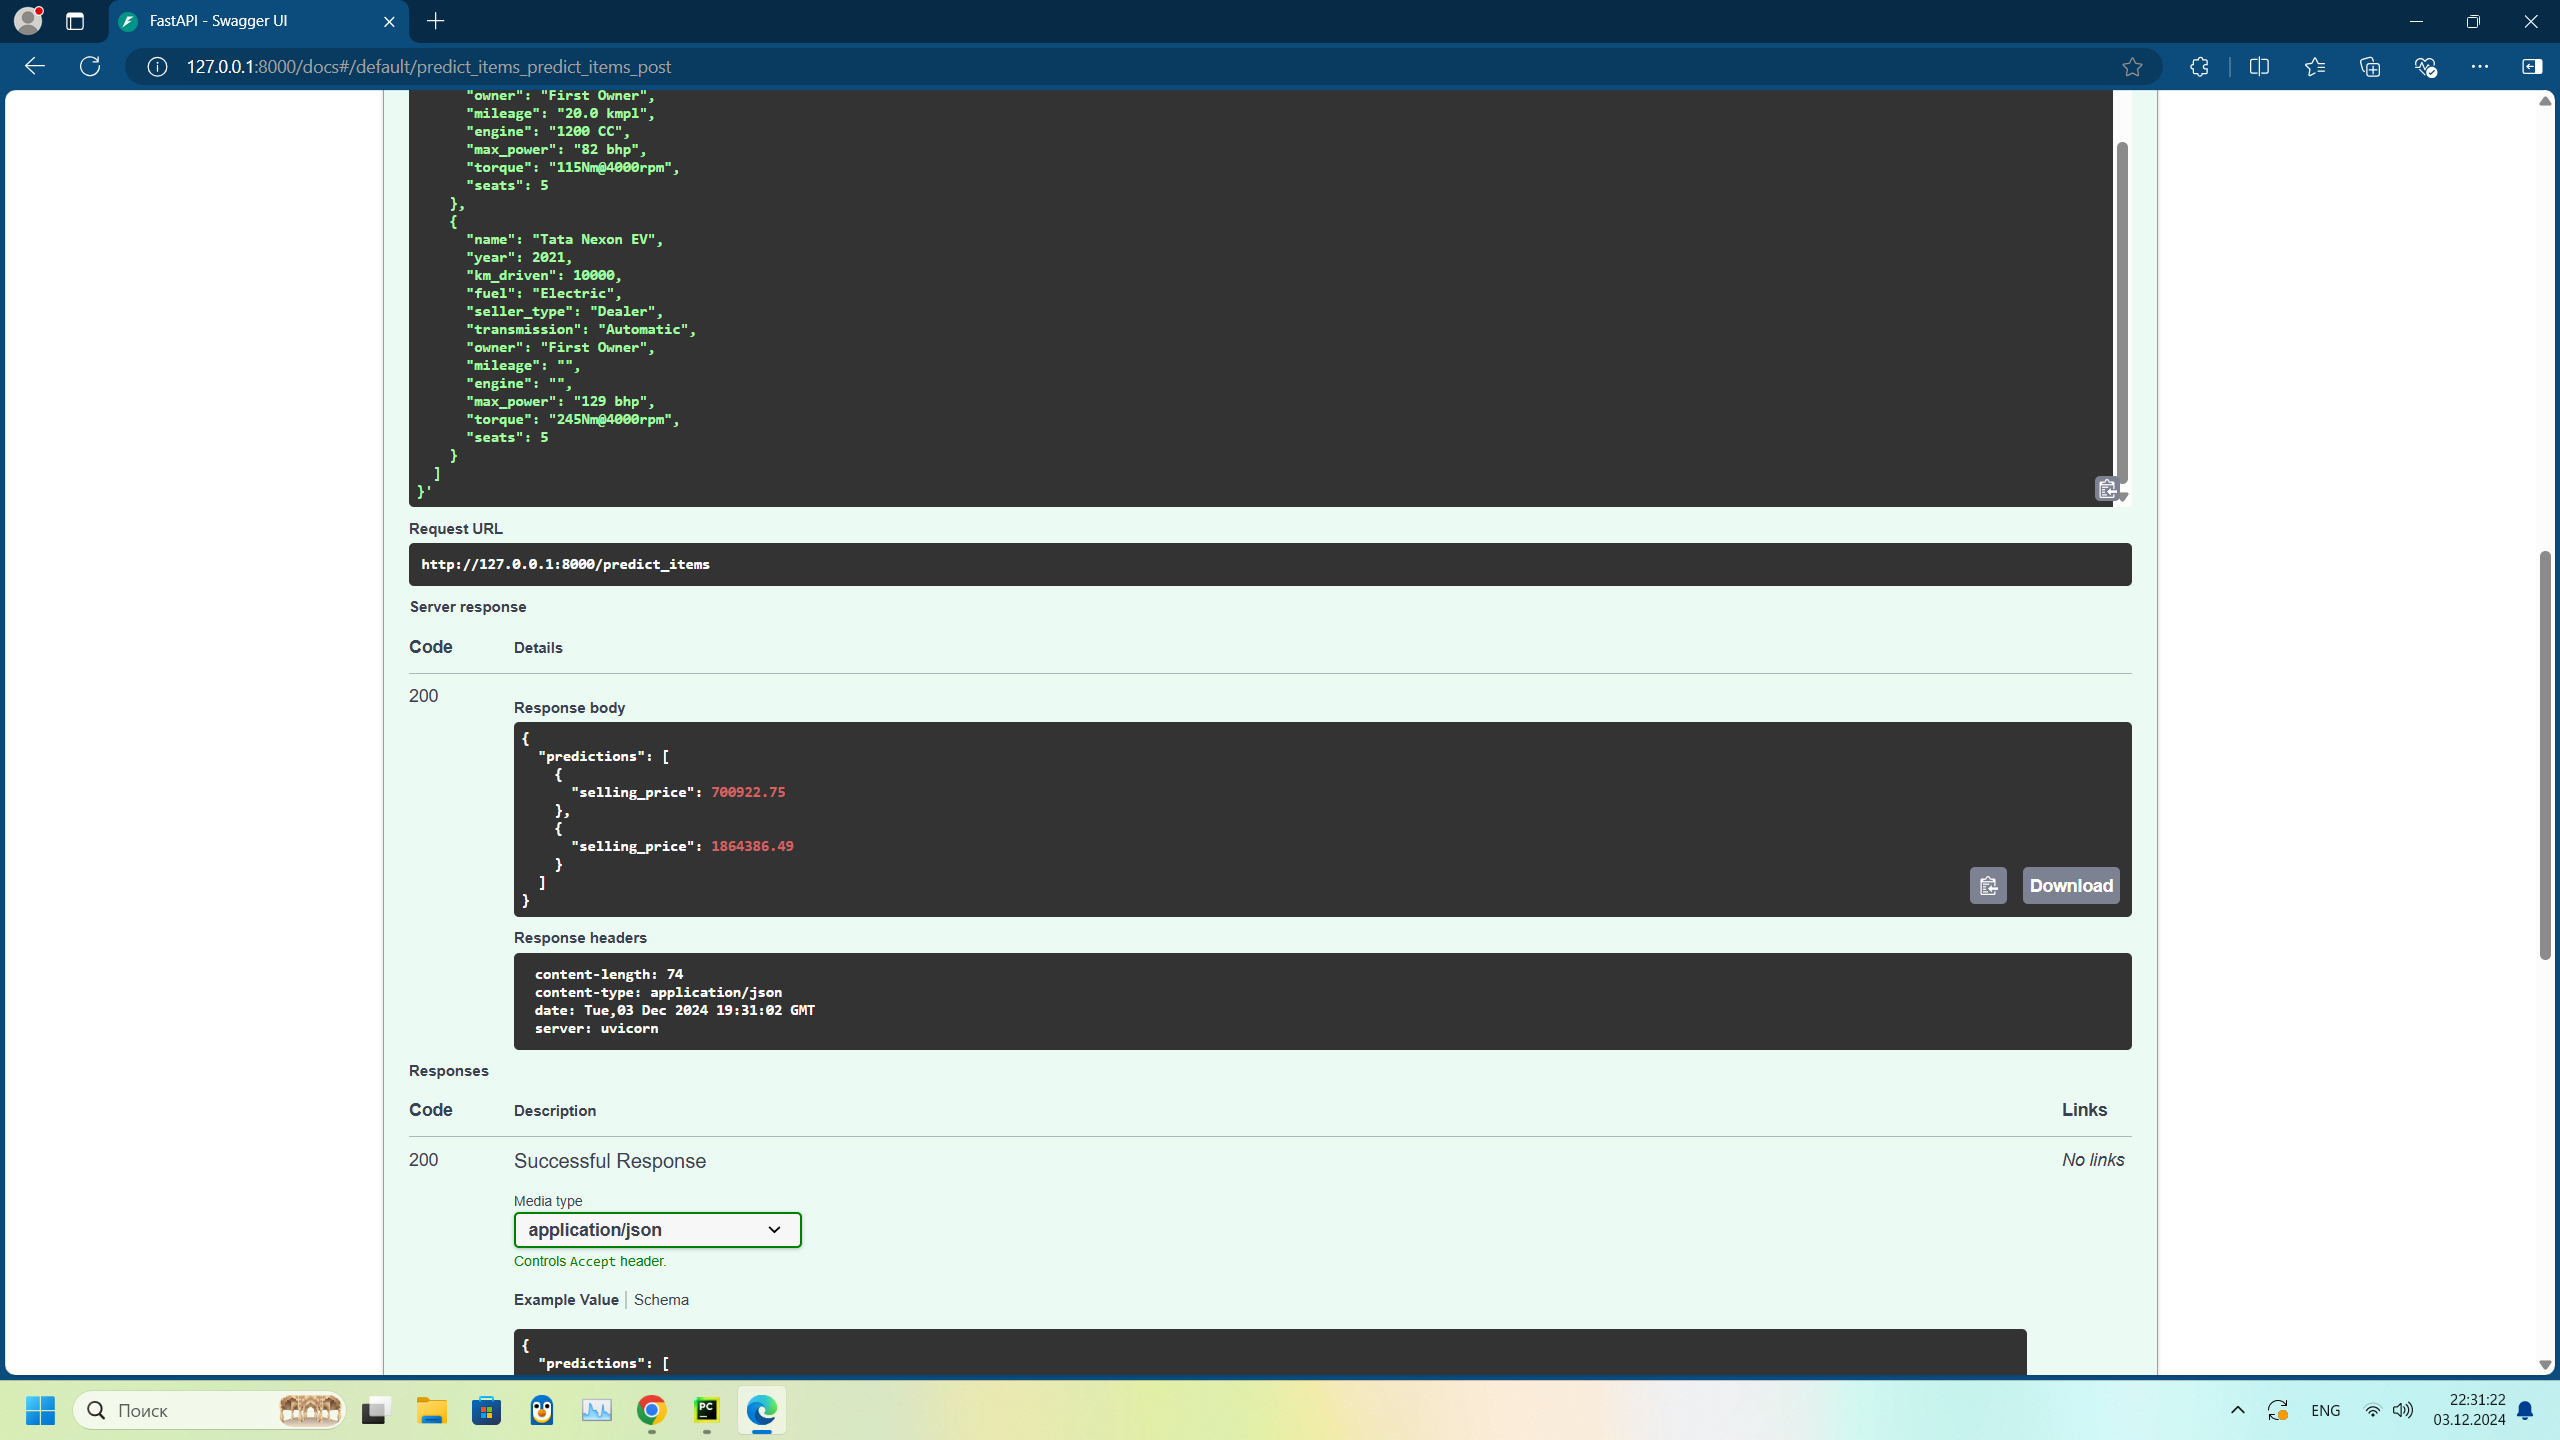 FastAPI - Swagger UI
127.0.0.1:8000/docs#/default/predict_items_predict_items_post
"owner": "First Owner",
"mileage": "20.0 kmpl",
"engine": "1200 CC",
"max_power": "82 bhp",
"torque": "115Nm@4000rpm",
"seats": 5
},
{
"name": "Tata Nexon EV",
"year": 2021,
"km_driven": 10000,
"fuel": "Electric",
"seller_type": "Dealer",
"transmission": "Automatic",
"owner": "First Owner",
"mileage": "",
"engine": "",
"max_power": "129 bhp",
"torque": "245Nm@4000rpm",
"seats": 5
}
]
}'
Request URL
http://127.0.0.1:8000/predict_items
Server response
Code Details
200
Response body
{
"predictions": [
{
"selling_price": 700922.75
},
{
"selling_price": 1864386.49
}
]
}
Download
Response headers
content-length: 74
content-type: application/json
date: Tue,03 Dec 2024 19:31:02 GMT
server: uvicorn
Responses
Code Description Links
200 Successful Response No links
Media type
application/json
Controls Accept header.
Example Value Schema
{
"predictions": [
Поиск
PC
ENG
22:31:22
03.12.2024